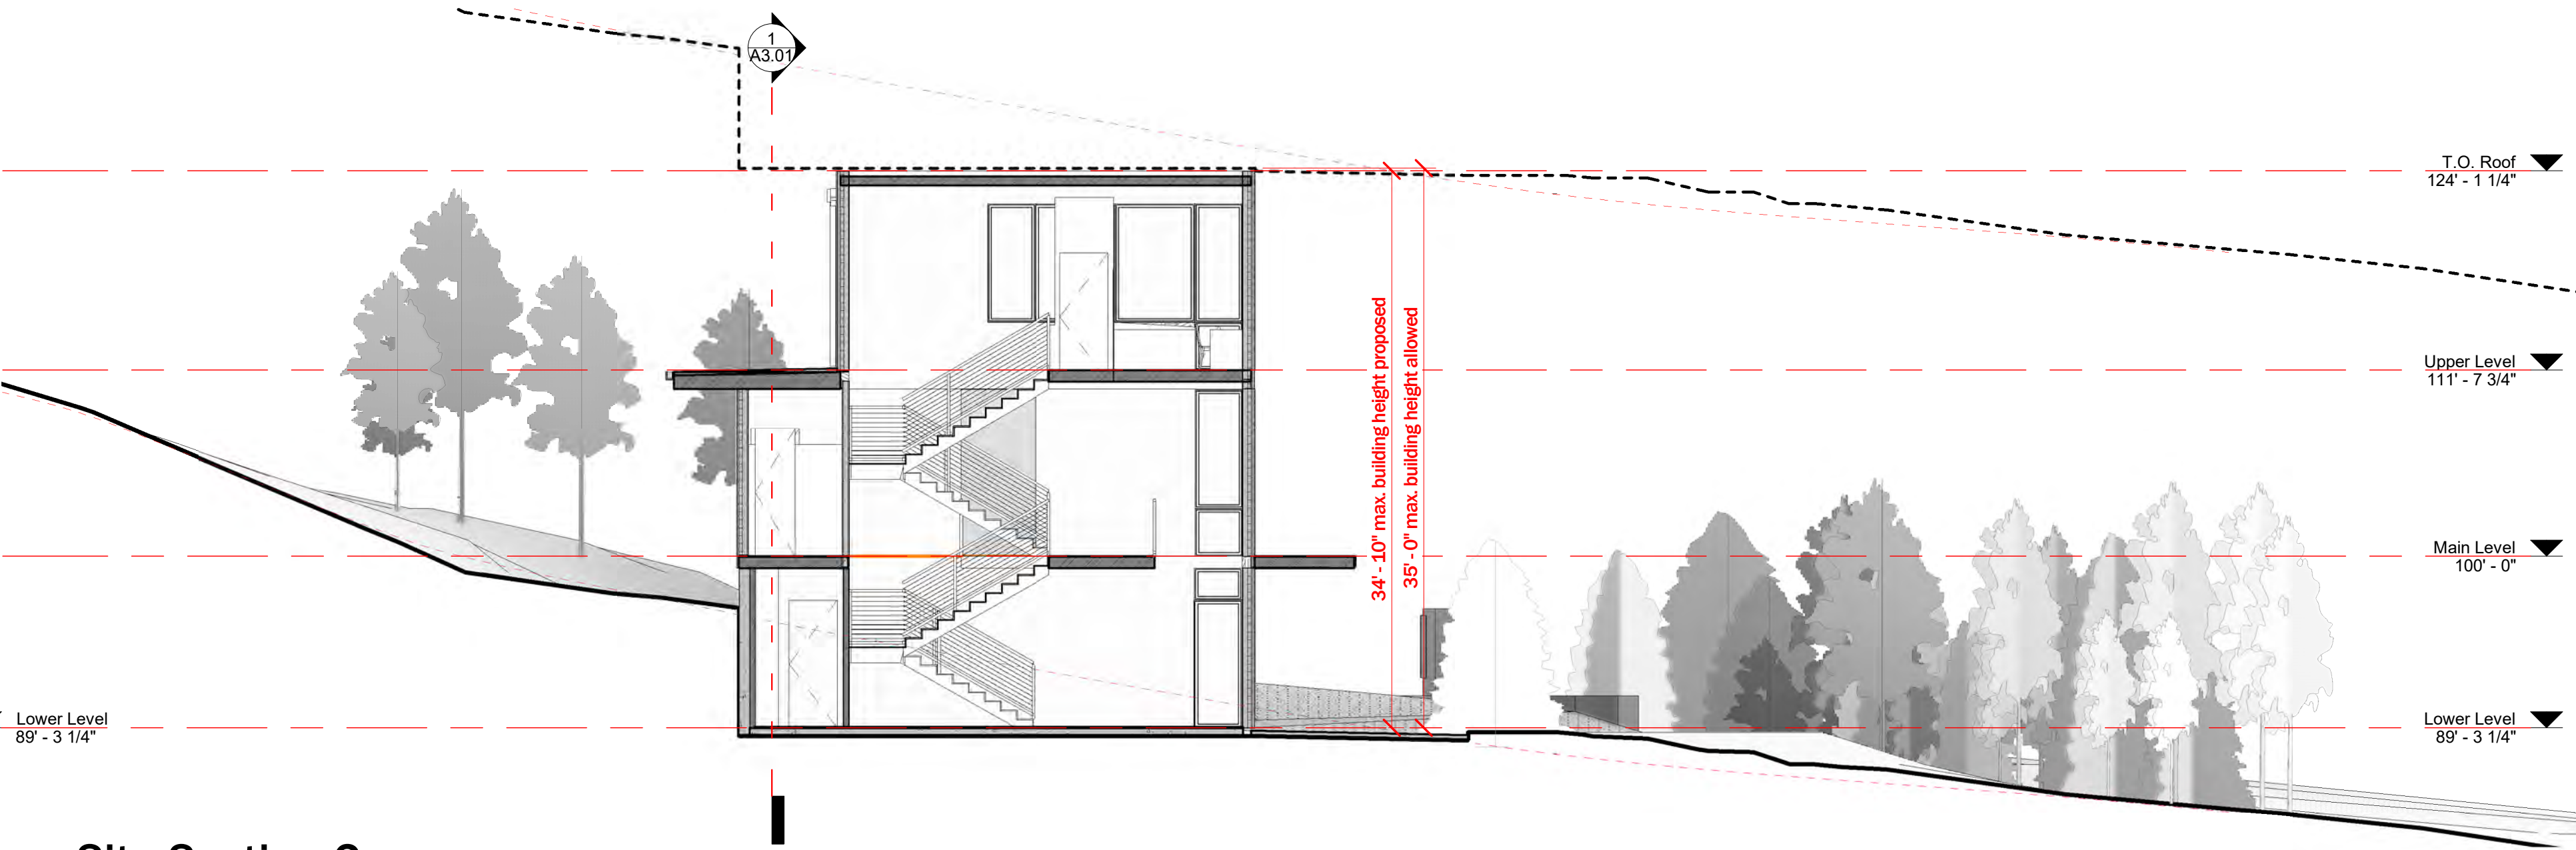 1
A3.01
T.O. Roof
124' - 1 1/4"
Upper Level
111' - 7 3/4"
34' - 10" max. building height proposed
35' - 0" max. building height allowed
Main Level
100' - 0"
Lower Level
89' - 3 1/4"
Lower Level
89' - 3 1/4"